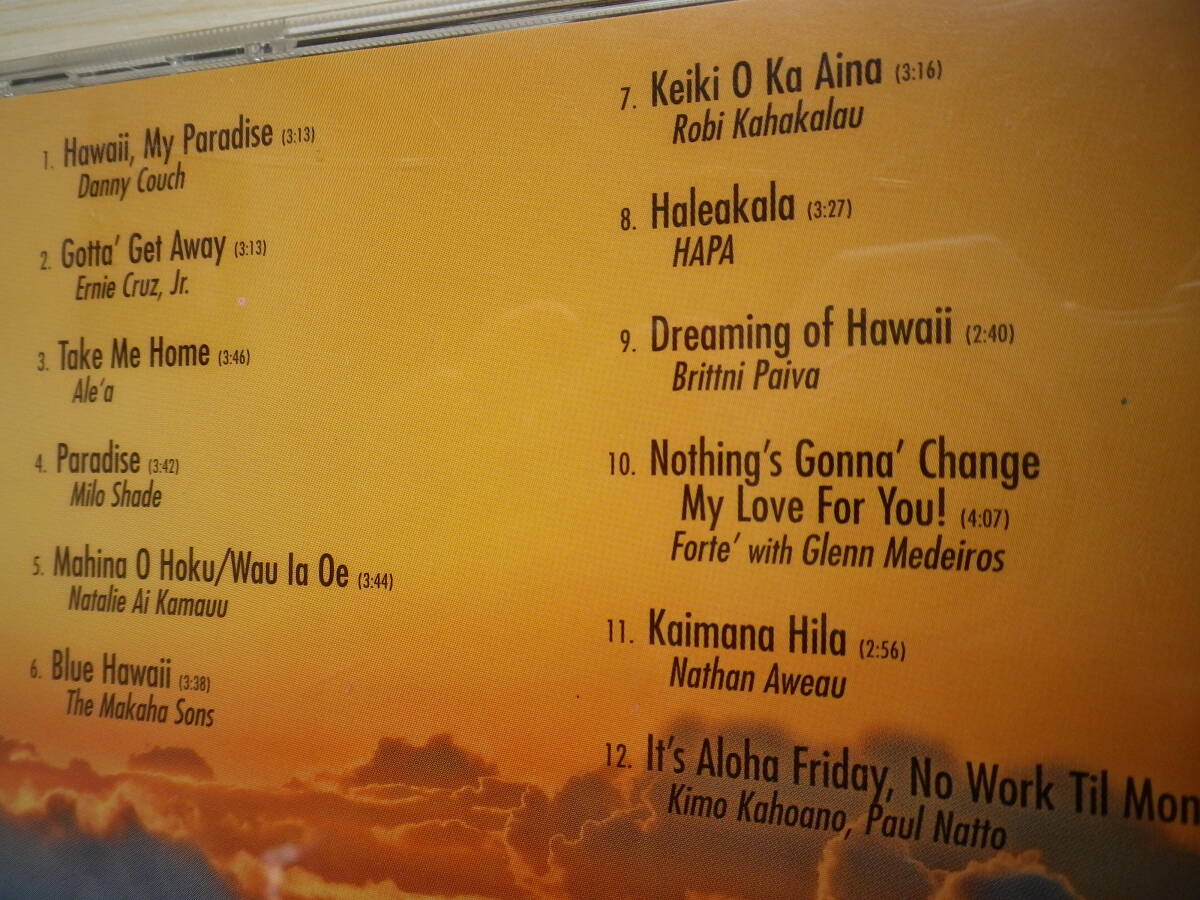 1. Hawaii, My Paradise (3:13)
Danny Couch
2. Gotta' Get Away (3:13)
Ernie Cruz, Jr.
3. Take Me Home (3:46)
Ale'a
4. Paradise (3:42)
Milo Shade
5. Mahina O Hoku/Wau Ia Oe (3:44)
Natalie Ai Kamauu
6. Blue Hawaii (3:38)
The Makaha Sons
7. Keiki O Ka Aina (3:16)
Robi Kahakalau
8. Haleakala (3:27)
HAPA
9. Dreaming of Hawaii (2:40)
Brittni Paiva
10. Nothing's Gonna' Change
My Love For You! (4:07)
Forte' with Glenn Medeiros
11. Kaimana Hila (2:56)
Nathan Aweau
12. It's Aloha Friday, No Work Til Mon
Kimo Kahoano, Paul Natto